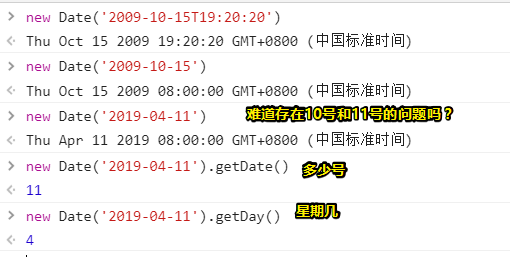 new Date('2009-10-15T19:20:20')
Thu Oct 15 2009 19:20:20 GMT+0800 (中国标准时间)
new Date('2009-10-15')
Thu Oct 15 2009 08:00:00 GMT+0800 (中国标准时间)
new Date('2019-04-11') 难道存在10号和11号的问题吗?
Thu Apr 11 2019 08:00:00 GMT+0800 (中国标准时间)
new Date('2019-04-11').getDate() 多少号
11
new Date('2019-04-11').getDay() 星期几
4